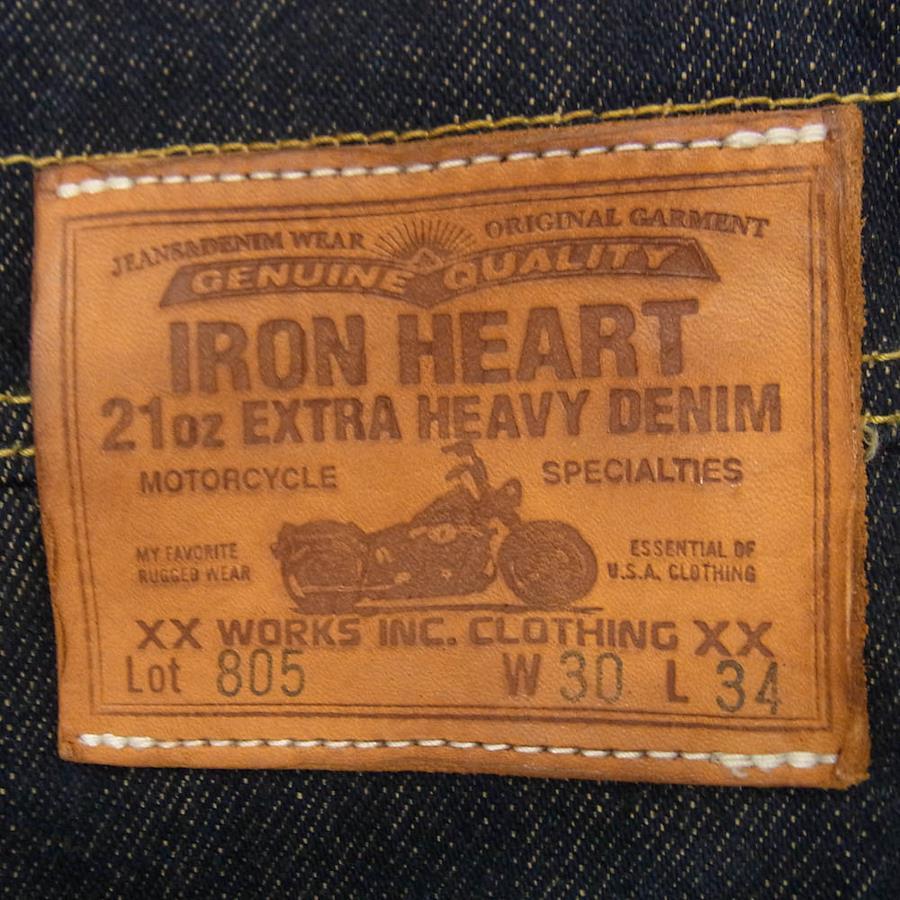 JEANS&DENIM WEAR ORIGINAL GARMENT
GENUINE QUALITY
IRON HEART
21oz EXTRA HEAVY DENIM
MOTORCYCLE SPECIALTIES
MY FAVORITE
RUGGED WEAR
ESSENTIAL OF
U.S.A. CLOTHING
XX WORKS INC. CLOTHING XX
Lot 805 W 30 L 34